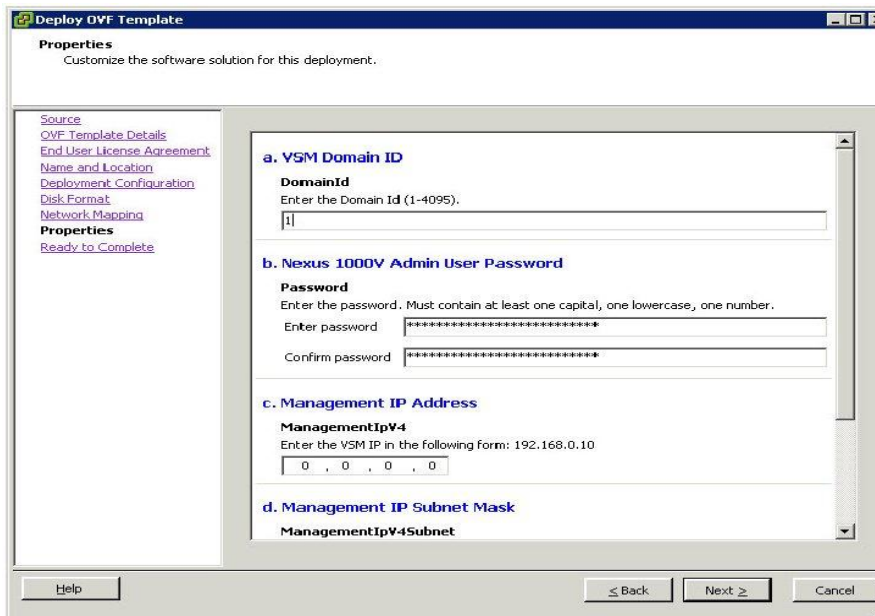 Deploy OVF Template
Properties
Customize the software solution for this deployment.
Source
OVF Template Details
End User License Agreement
Name and Location
Deployment Configuration
Disk Format
Network Mapping
Properties
Ready to Complete
a. VSM Domain ID
DomainId
Enter the Domain Id (1-4095).
1
b. Nexus 1000V Admin User Password
Password
Enter the password. Must contain at least one capital, one lowercase, one number.
Enter password ***************************
Confirm password ***************************
c. Management IP Address
ManagementIpV4
Enter the VSM IP in the following form: 192.168.0.10
0 . 0 . 0 . 0
d. Management IP Subnet Mask
ManagementIpV4Subnet
Help
≤ Back
Next ≥
Cancel